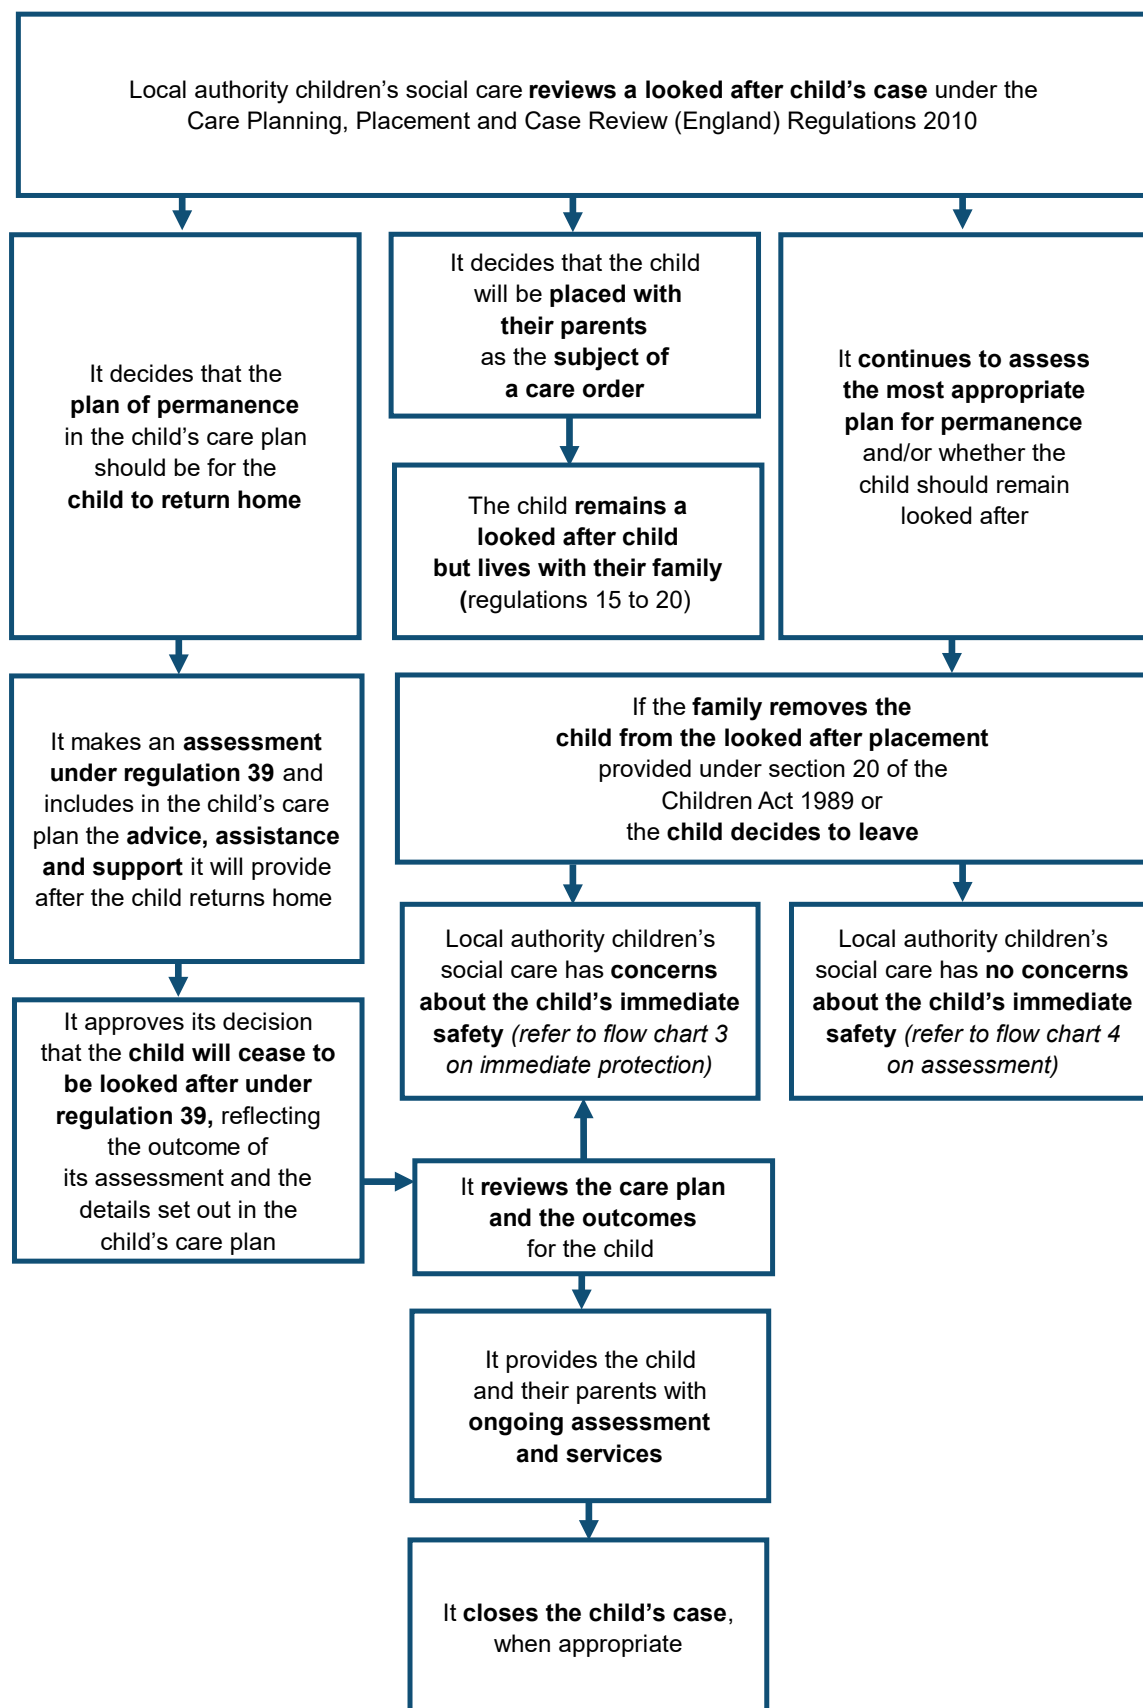 Local authority children’s social care reviews a looked after child’s case under the
Care Planning, Placement and Case Review (England) Regulations 2010
It decides that the
plan of permanence
in the child’s care plan
should be for the
child to return home
It decides that the child
will be placed with
their parents
as the subject of
a care order
The child remains a
looked after child
but lives with their family
(regulations 15 to 20)
It continues to assess
the most appropriate
plan for permanence
and/or whether the
child should remain
looked after
It makes an assessment
under regulation 39 and
includes in the child’s care
plan the advice, assistance
and support it will provide
after the child returns home
If the family removes the
child from the looked after placement
provided under section 20 of the
Children Act 1989 or
the child decides to leave
Local authority children’s
social care has concerns
about the child’s immediate
safety (refer to flow chart 3
on immediate protection)
Local authority children’s
social care has no concerns
about the child’s immediate
safety (refer to flow chart 4
on assessment)
It approves its decision
that the child will cease to
be looked after under
regulation 39, reflecting
the outcome of
its assessment and the
details set out in the
child’s care plan
It reviews the care plan
and the outcomes
for the child
It provides the child
and their parents with
ongoing assessment
and services
It closes the child’s case,
when appropriate